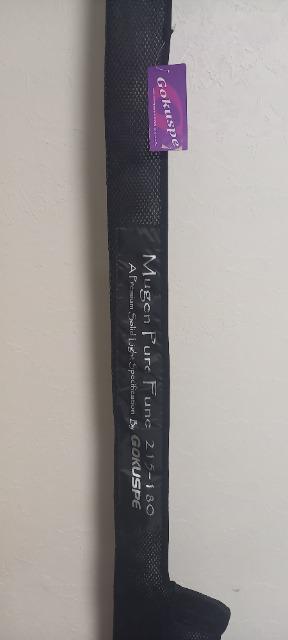 Gokuspe
Mugen Pure Fune 215-180
A Premium Solid Light Specification By GOKUSPE